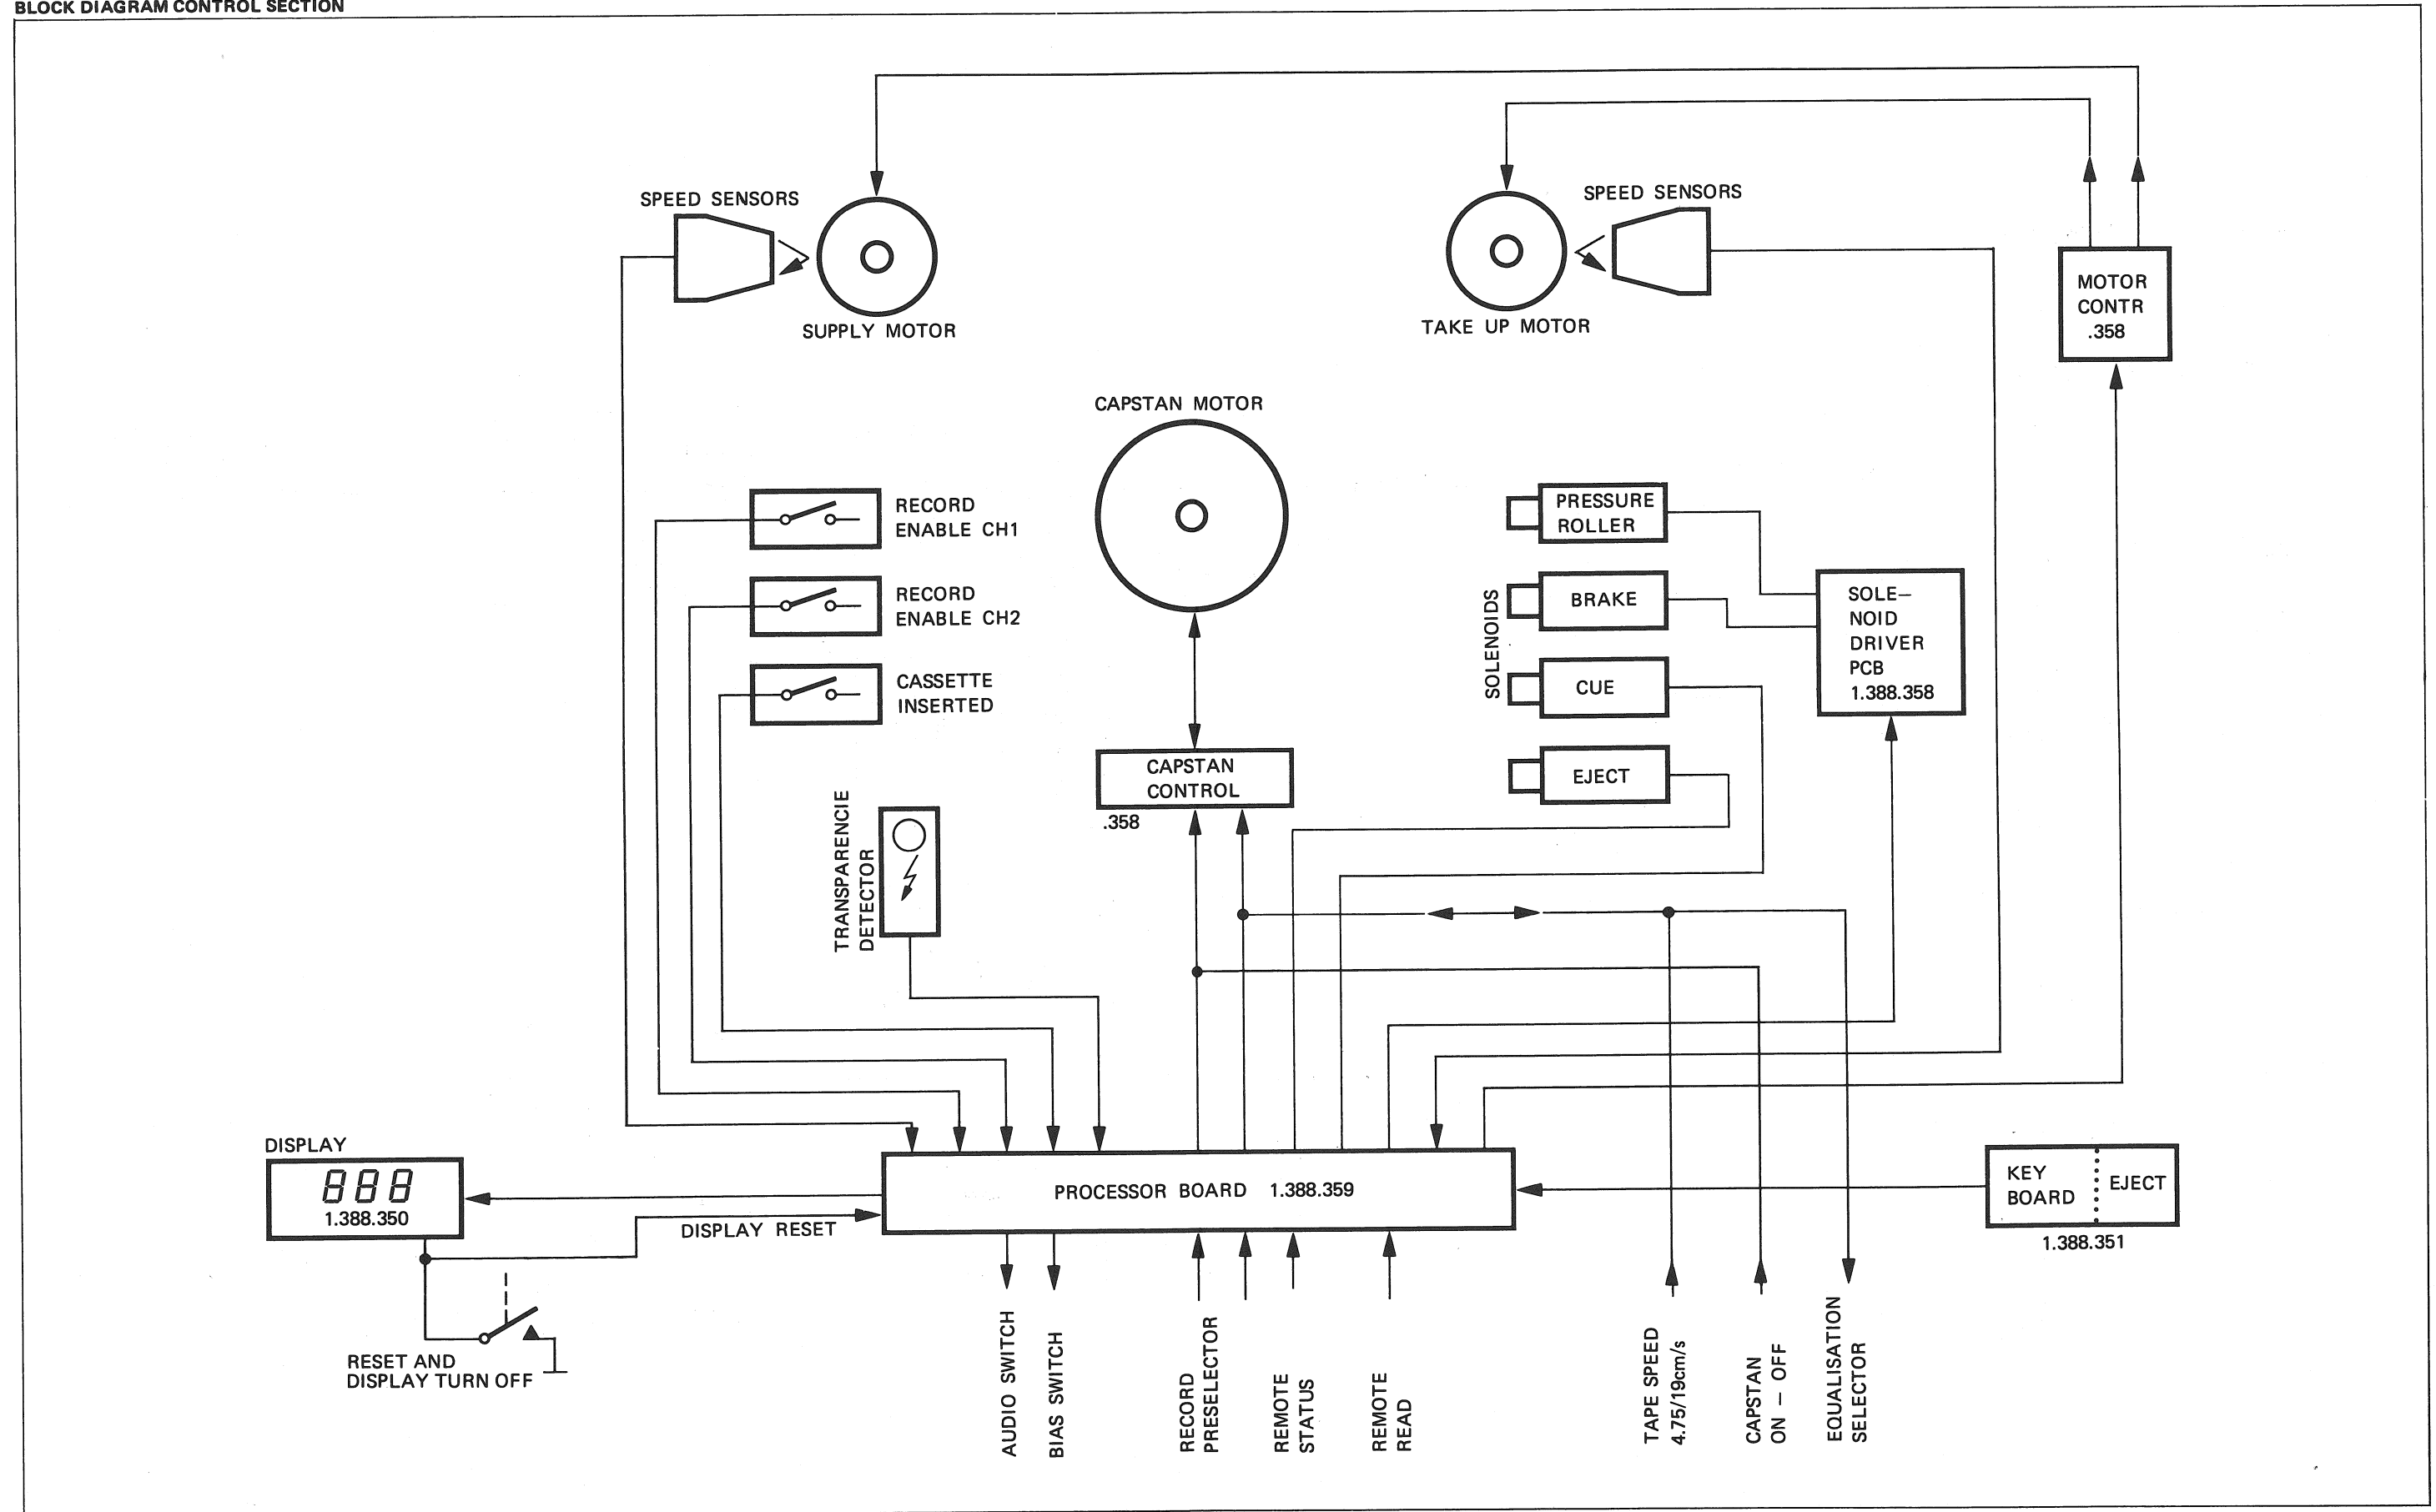 BLOCK DIAGRAM CONTROL SECTION
SPEED SENSORS
SUPPLY MOTOR
SPEED SENSORS
TAKE UP MOTOR
MOTOR
CONTR
.358
CAPSTAN MOTOR
RECORD
ENABLE CH1
RECORD
ENABLE CH2
CASSETTE
INSERTED
SOLENOIDS
PRESSURE
ROLLER
BRAKE
CUE
EJECT
SOLE—
NOID
DRIVER
PCB
1.388.358
CAPSTAN
CONTROL
.358
TRANSPARENCIE
DETECTOR
DISPLAY
888
1.388.350
PROCESSOR BOARD 1.388.359
DISPLAY RESET
KEY
BOARD
EJECT
1.388.351
RESET AND
DISPLAY TURN OFF
AUDIO SWITCH
BIAS SWITCH
RECORD
PRESELECTOR
REMOTE
STATUS
REMOTE
READ
TAPE SPEED
4.75/19cm/s
CAPSTAN
ON – OFF
EQUALISATION
SELECTOR